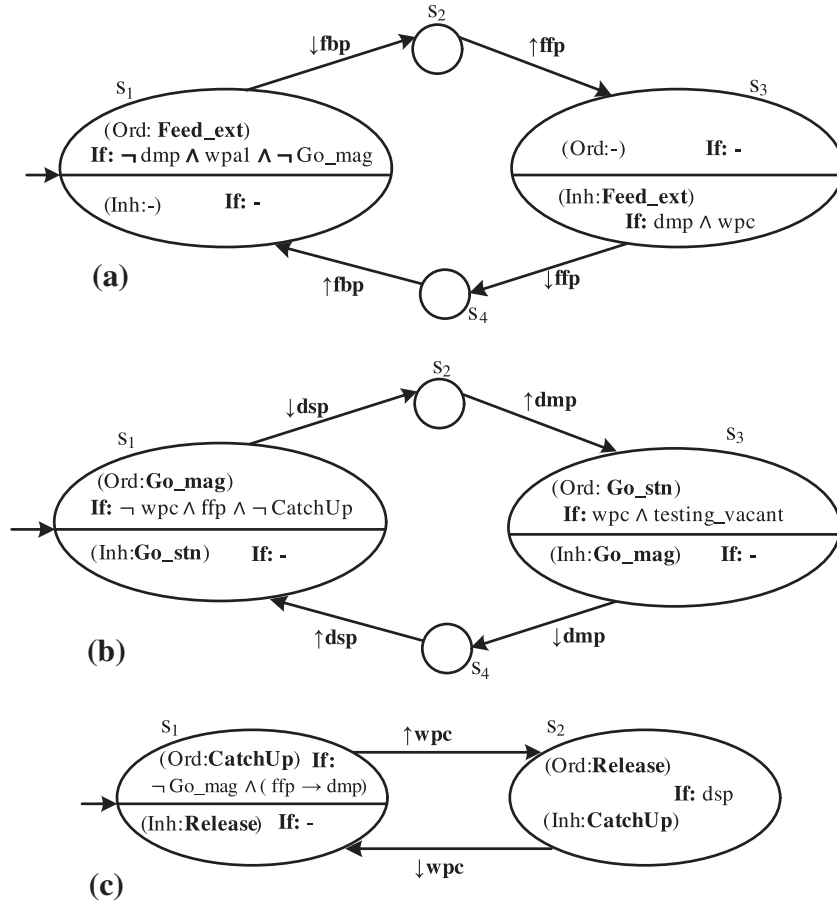 S2
↓fbp
↑ffp
S1
S3
(Ord: Feed_ext)
If: ¬ dmp ∧ wpal ∧ ¬ Go_mag
(Ord:-) If: -
(Inh:-) If: -
(Inh:Feed_ext)
If: dmp ∧ wpc
(a)
↑fbp
↓ffp
S4
S2
↓dsp
↑dmp
S1
S3
(Ord:Go_mag)
If: ¬ wpc ∧ ffp ∧ ¬ CatchUp
(Ord: Go_stn)
If: wpc ∧ testing_vacant
(Inh:Go_stn) If: -
(Inh:Go_mag) If: -
(b)
↑dsp
↓dmp
S4
S1
S2
(Ord:CatchUp) If:
¬ Go_mag ∧ ( ffp → dmp)
↑wpc
(Ord:Release)
If: dsp
(Inh:Release) If: -
(Inh:CatchUp)
↓wpc
(c)